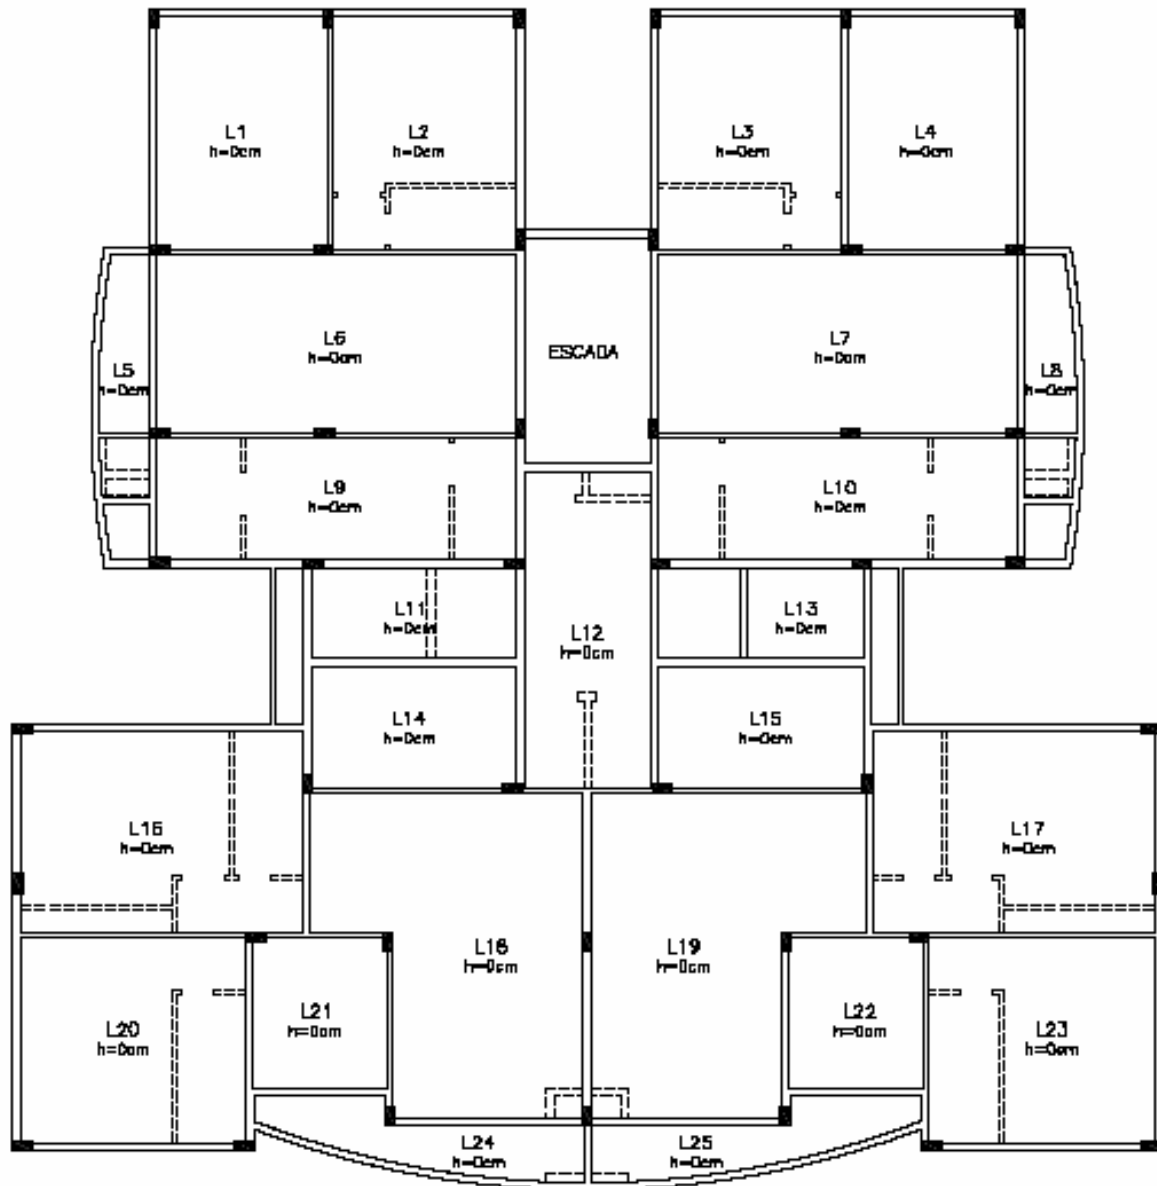 L1
h=0cm
L2
h=0cm
L3
h=0cm
L4
h=0cm
L5
h=0cm
L6
h=0cm
ESCADA
L7
h=0cm
L8
h=0cm
L9
h=0cm
L10
h=0cm
L11
h=0cm
L12
h=0cm
L13
h=0cm
L14
h=0cm
L15
h=0cm
L16
h=0cm
L17
h=0cm
L18
h=0cm
L19
h=0cm
L20
h=0cm
L21
h=0cm
L22
h=0cm
L23
h=0cm
L24
h=0cm
L25
h=0cm